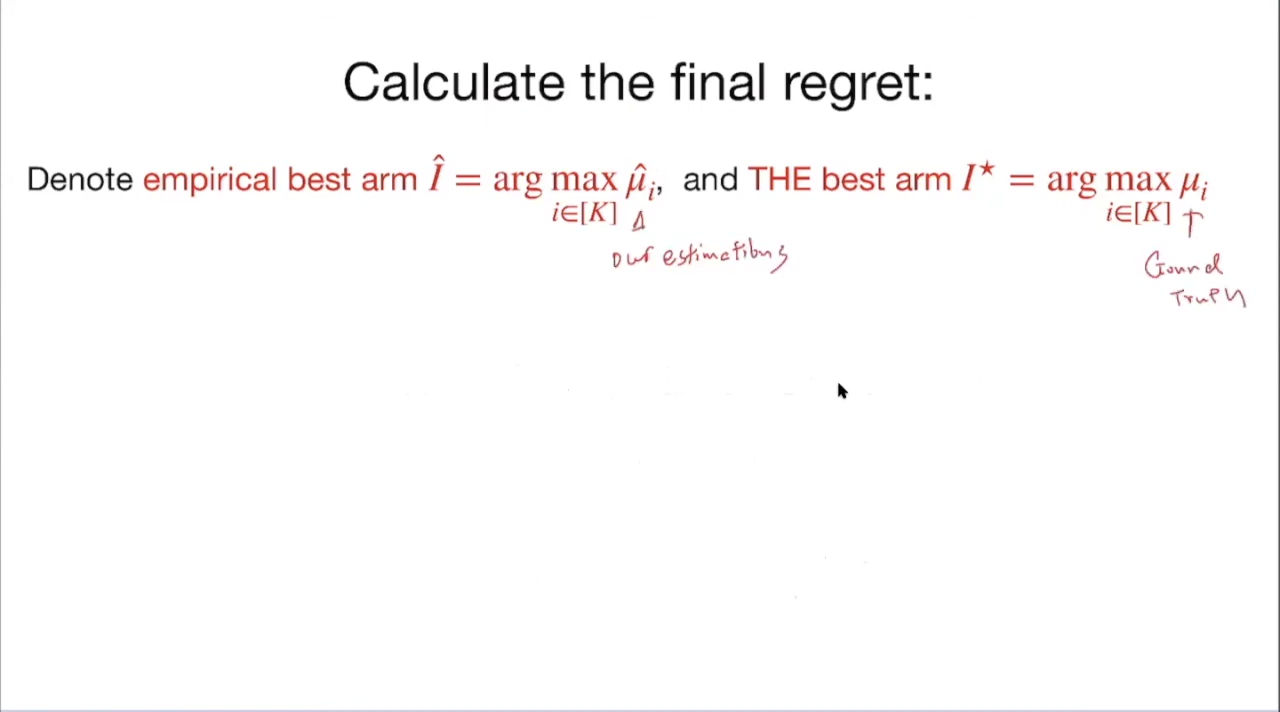 Calculate the final regret:
Denote empirical best arm Î = arg max μ̂ᵢ, and THE best arm I⋆ = arg max μᵢ
i∈[K] i∈[K]
our estimations
Gournd
Truth